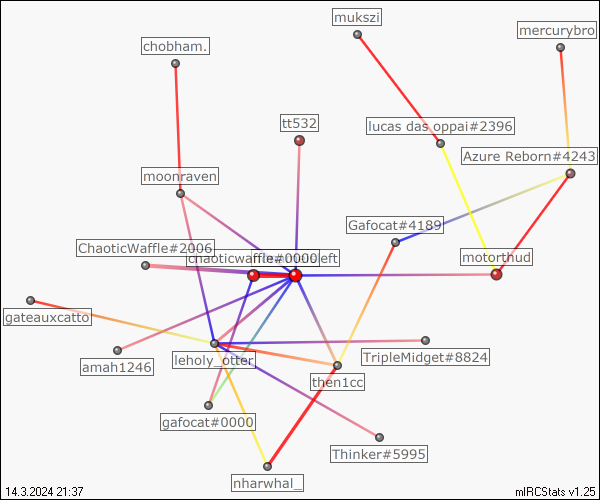 mukszi
mercurybro
chobham.
tt532
lucas das oppai#2396
Azure Reborn#4243
moonraven
Gafocat#4189
ChaoticWaffle#2006
chaoticwaffle#0000
left
motorthud
gateauxcatto
amah1246
leholy_otter
TripleMidget#8824
then1cc
gafocat#0000
Thinker#5995
nharwhal_
14.3.2024 21:37
mIRCStats v1.25